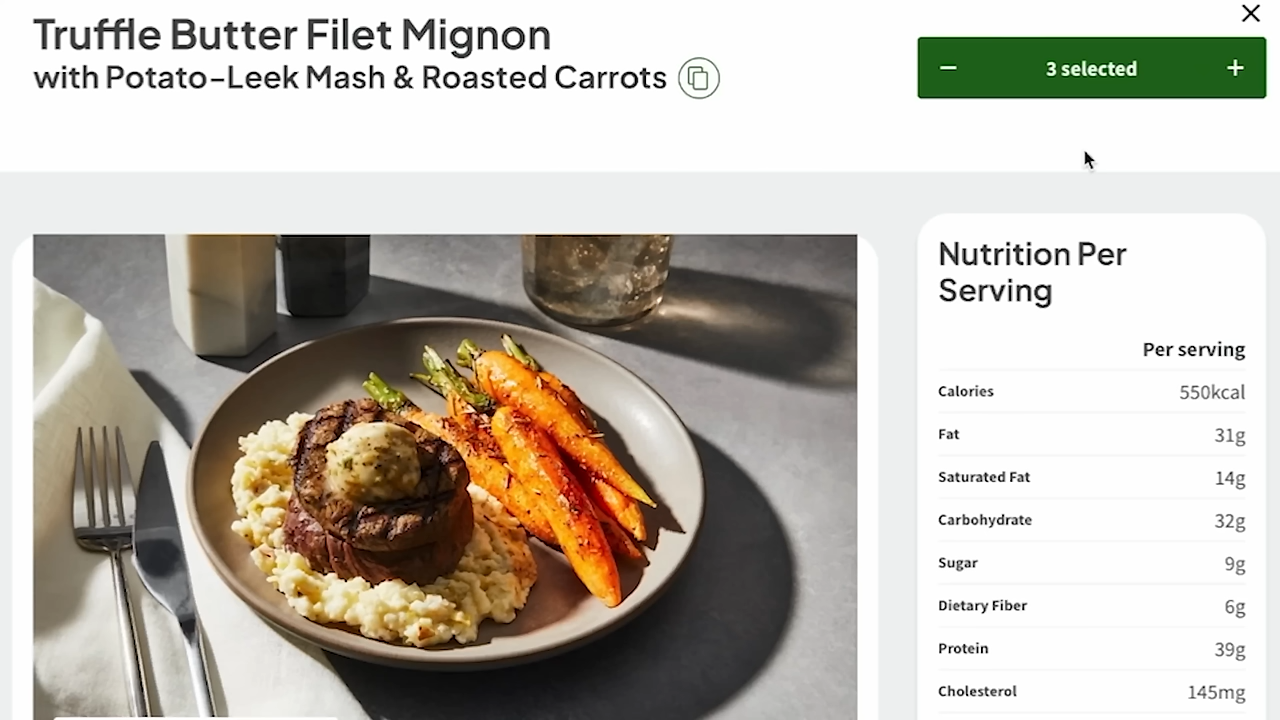 Truffle Butter Filet Mignon
with Potato-Leek Mash & Roasted Carrots
3 selected
Nutrition Per
Serving
Per serving
Calories 550kcal
Fat 31g
Saturated Fat 14g
Carbohydrate 32g
Sugar 9g
Dietary Fiber 6g
Protein 39g
Cholesterol 145mg